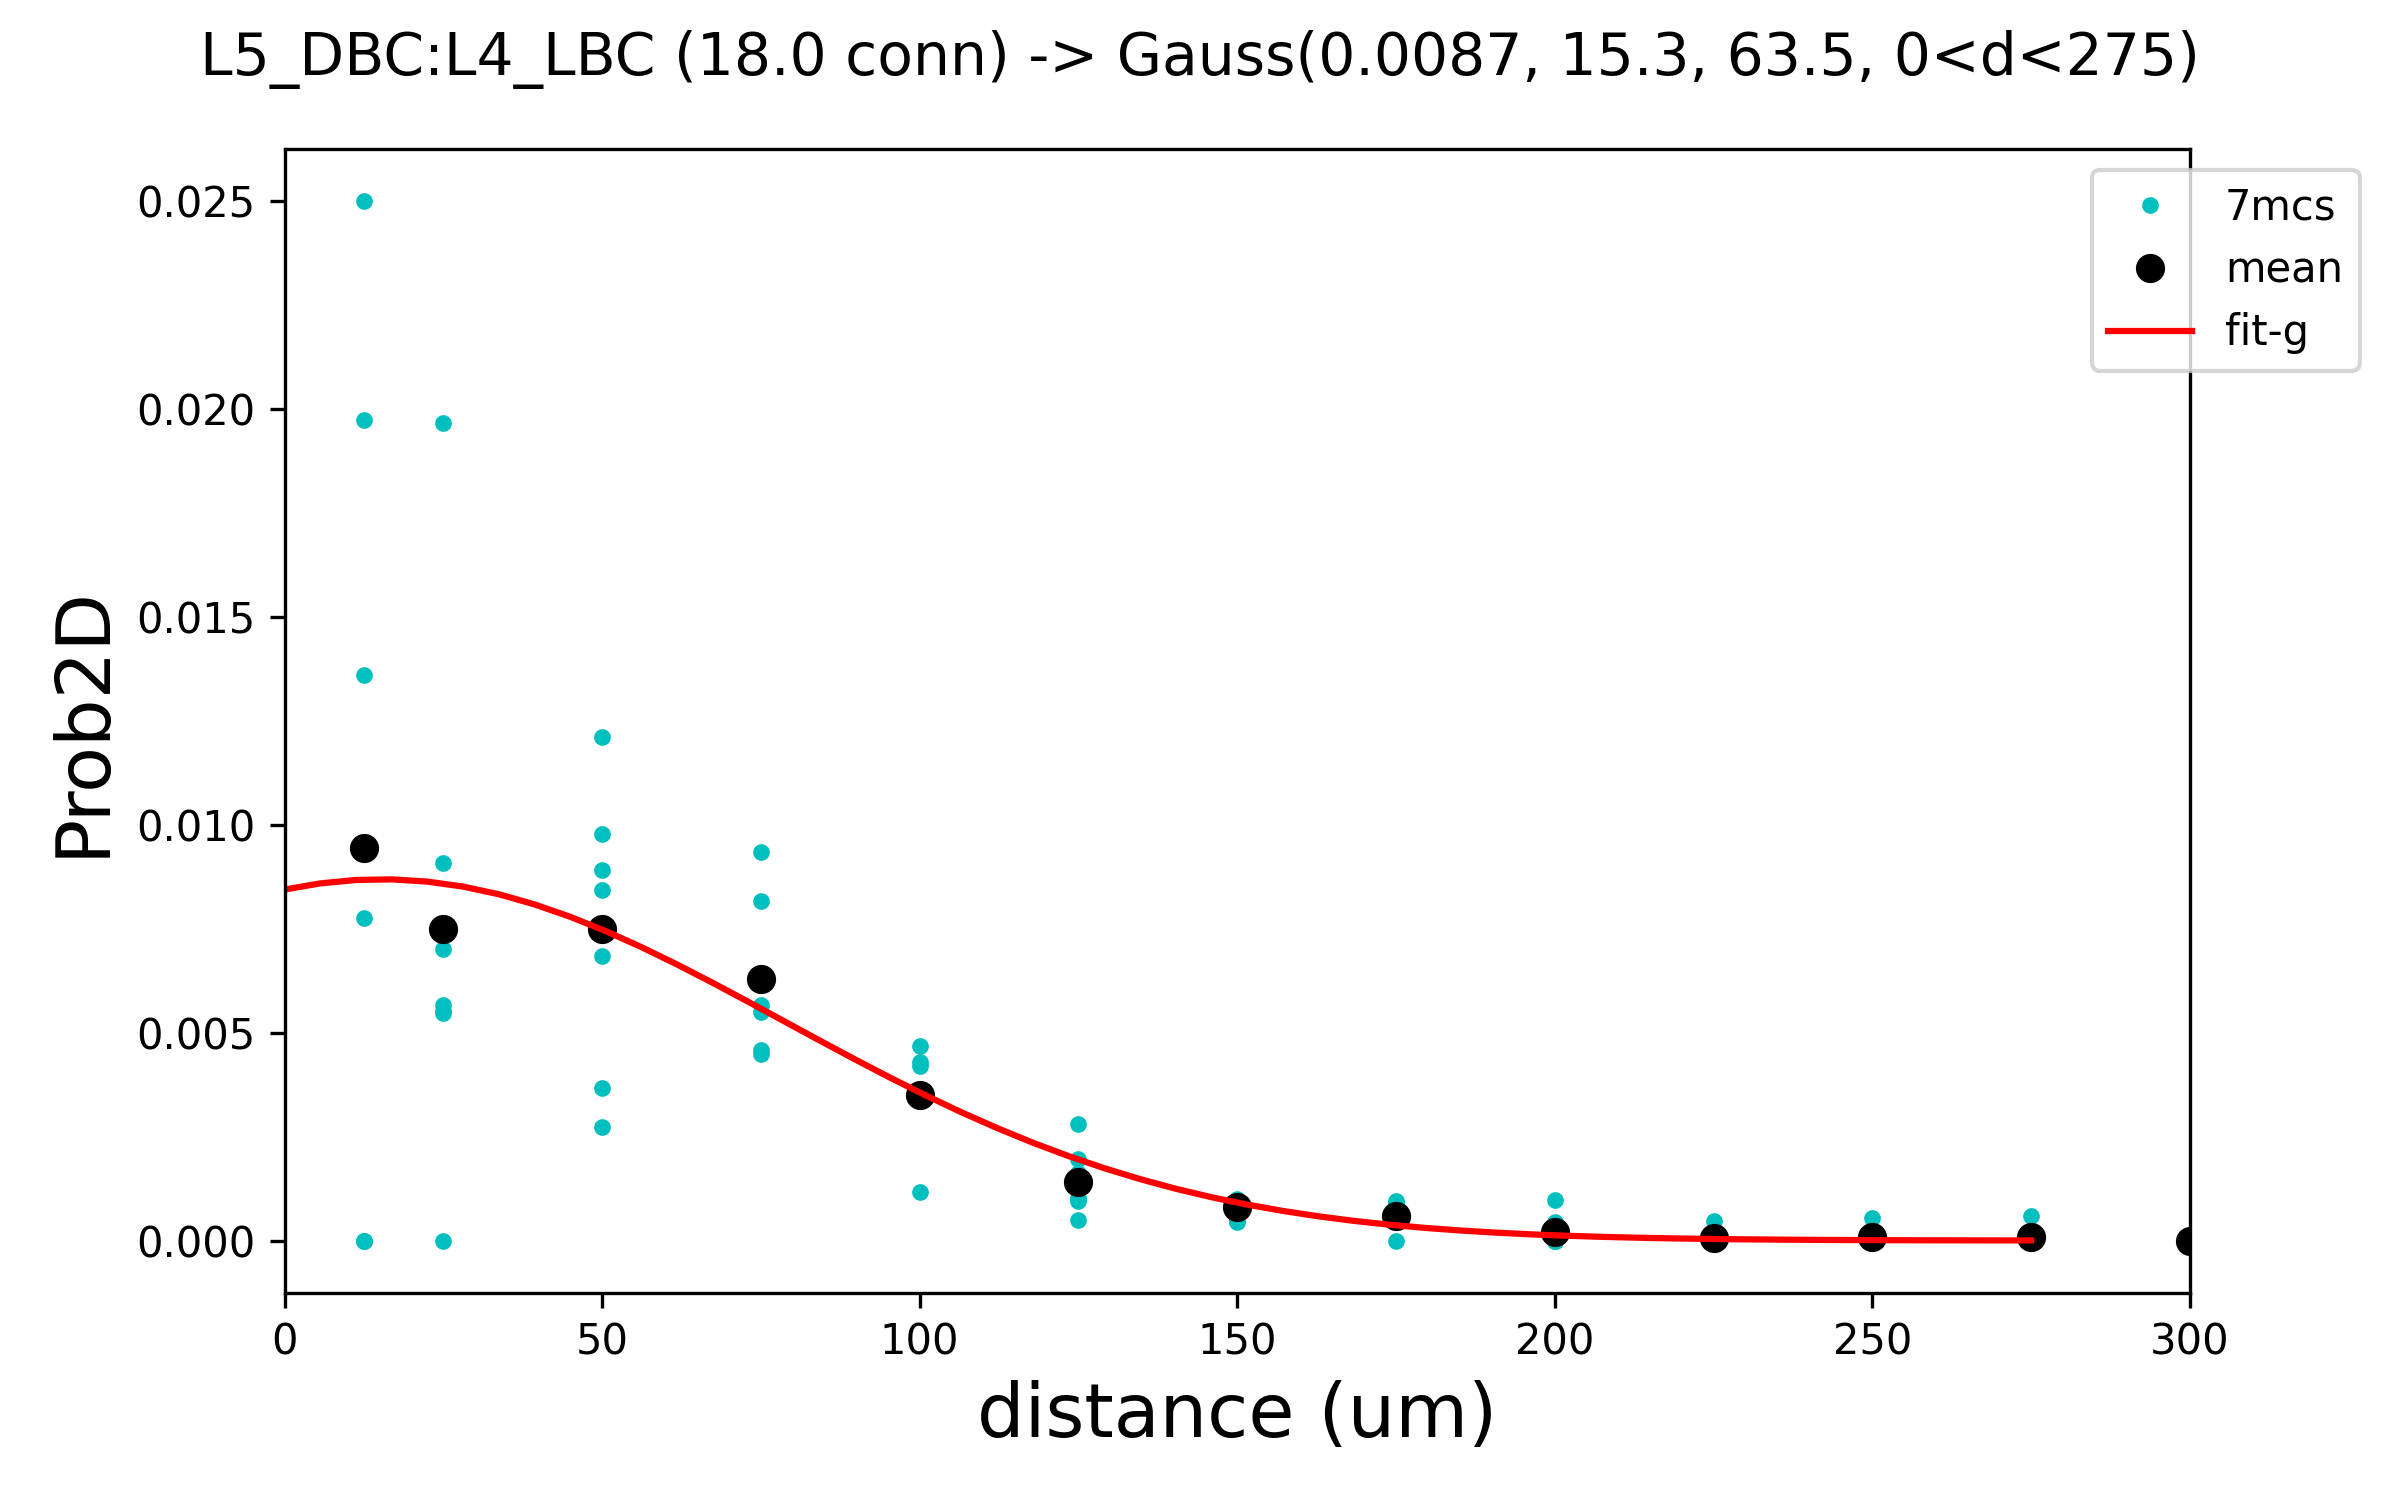 L5_DBC:L4_LBC (18.0 conn) -> Gauss(0.0087, 15.3, 63.5, 0<d<275)
7mcs
mean
fit-g
Prob2D
0.025
0.020
0.015
0.010
0.005
0.000
0 50 100 150 200 250 300
distance (um)